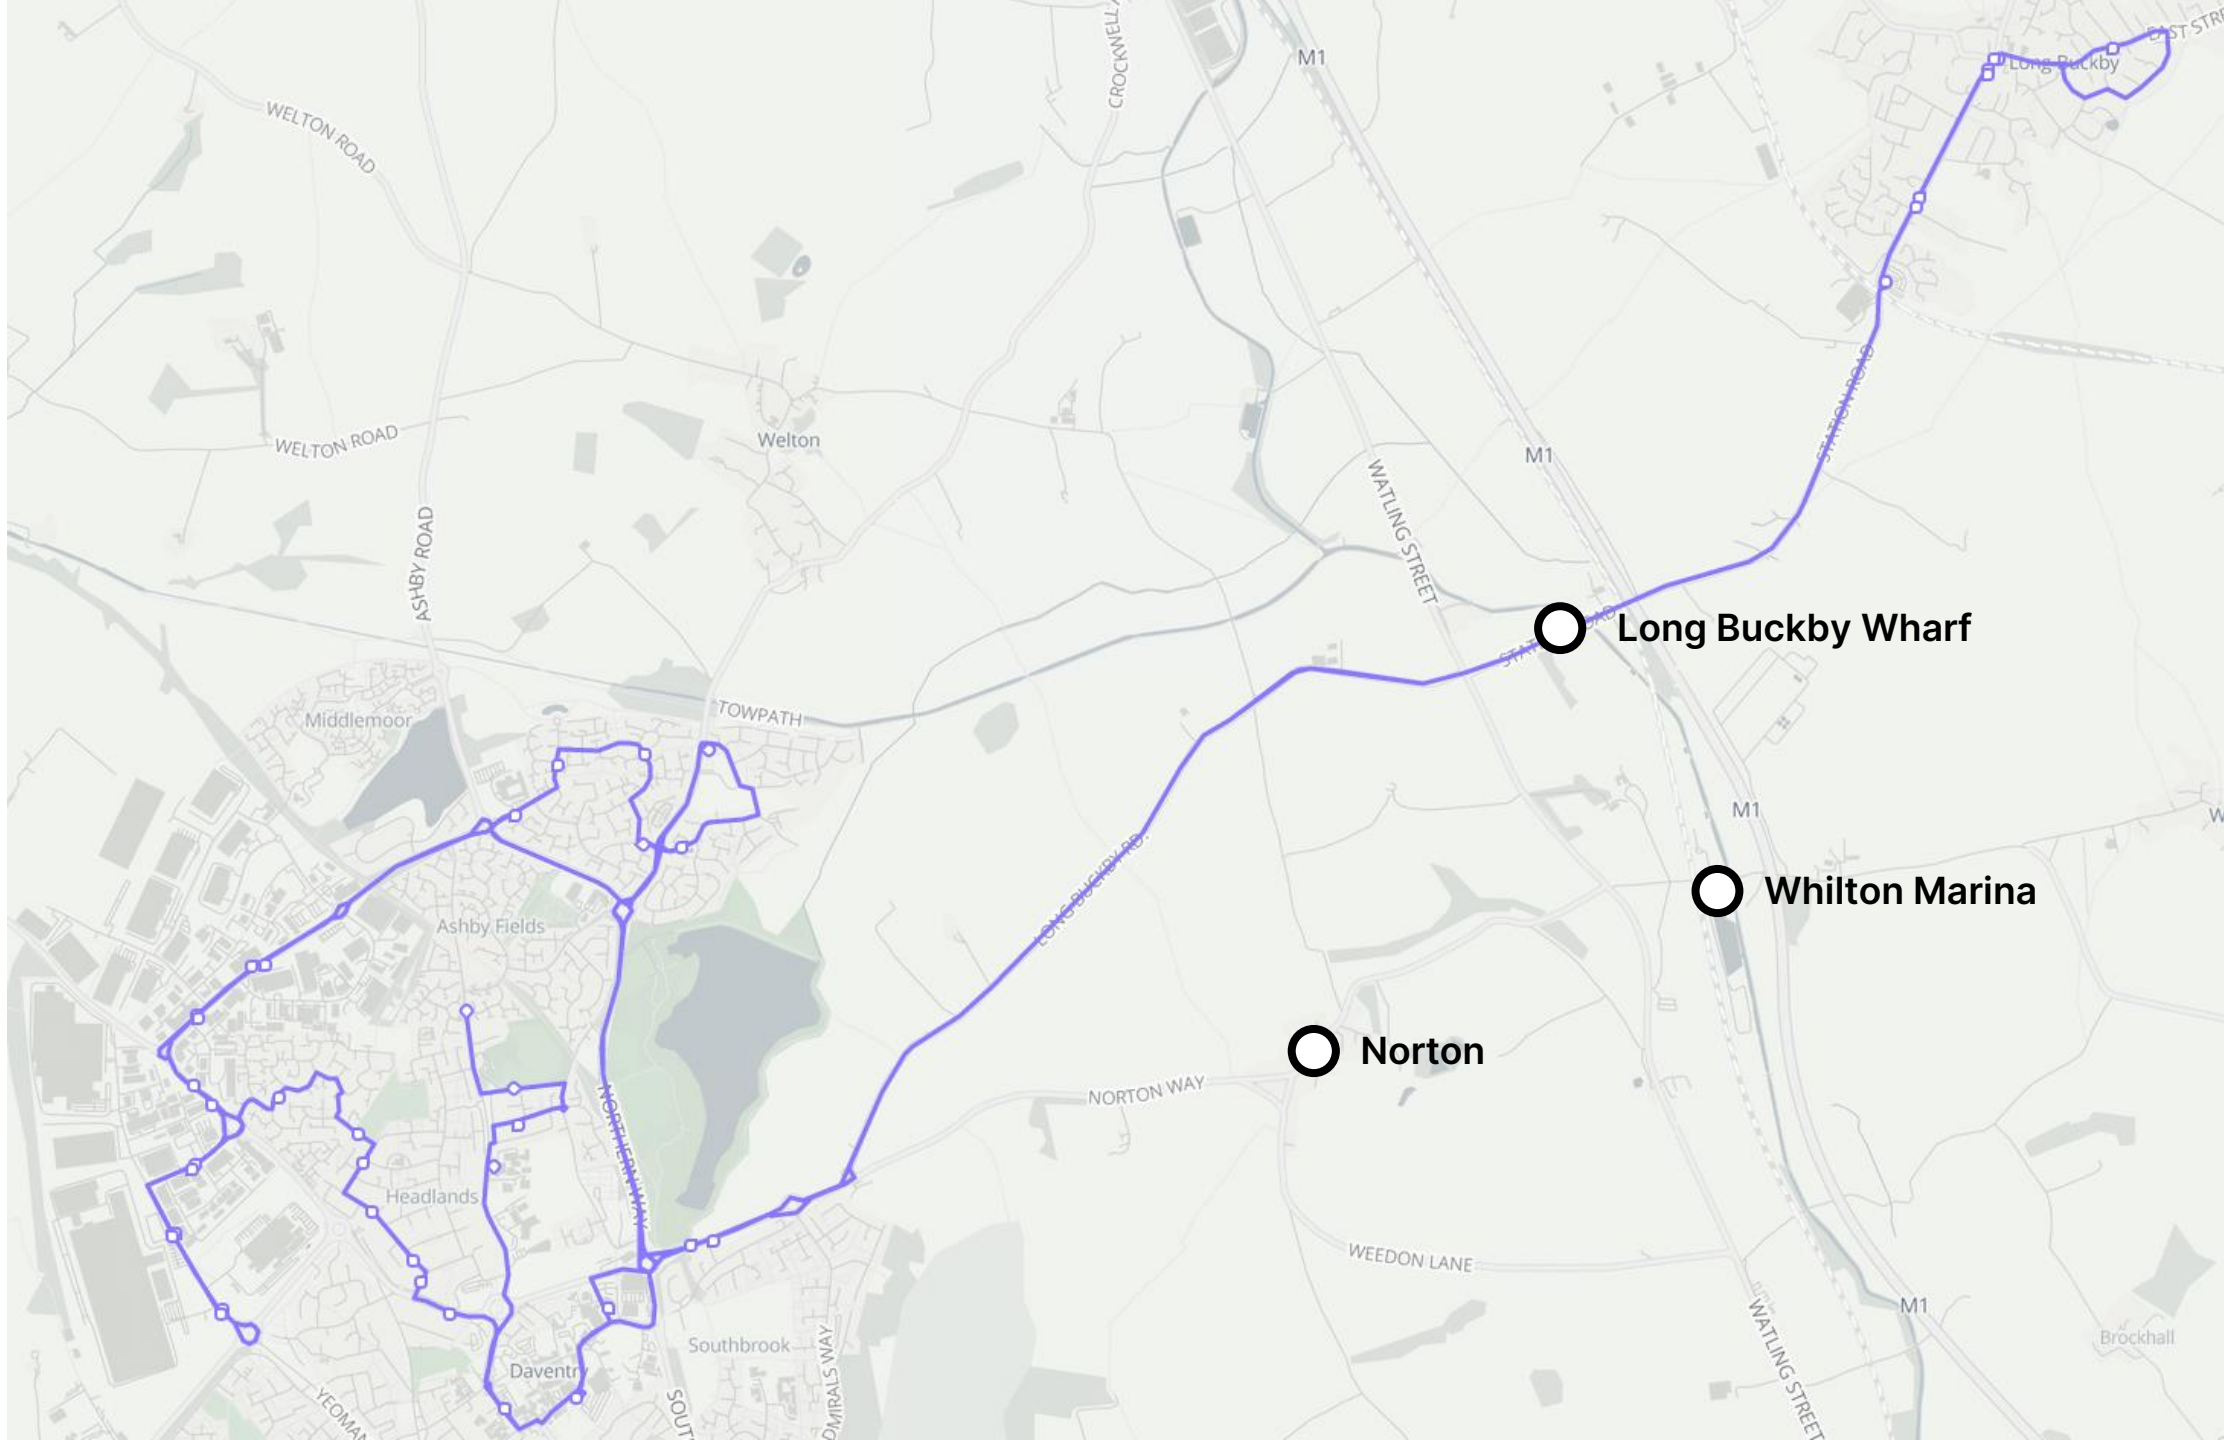 M1
EAST STRE
Long Buckby
CROCKWELL
WELTON ROAD
STATION ROAD
WELTON ROAD
Welton
M1
WATLING STREET
ASHBY ROAD
Long Buckby Wharf
Middlemoor
TOWPATH
M1
LONG BUCKBY RD.
Whilton Marina
Ashby Fields
Norton
NORTON WAY
NORTHERN WAY
Headlands
WEEDON LANE
M1
Brockhall
WATLING STREET
Southbrook
Daventry
DMIRALS WAY
SOUT
YEOMAN